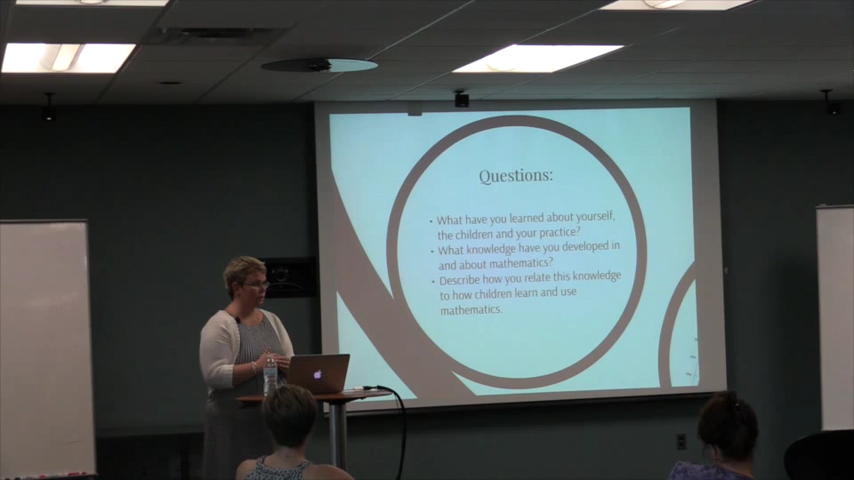 Questions:
• What have you learned about yourself,
the children and your practice?
• What knowledge have you developed in
and about mathematics?
• Describe how you relate this knowledge
to how children learn and use
mathematics.